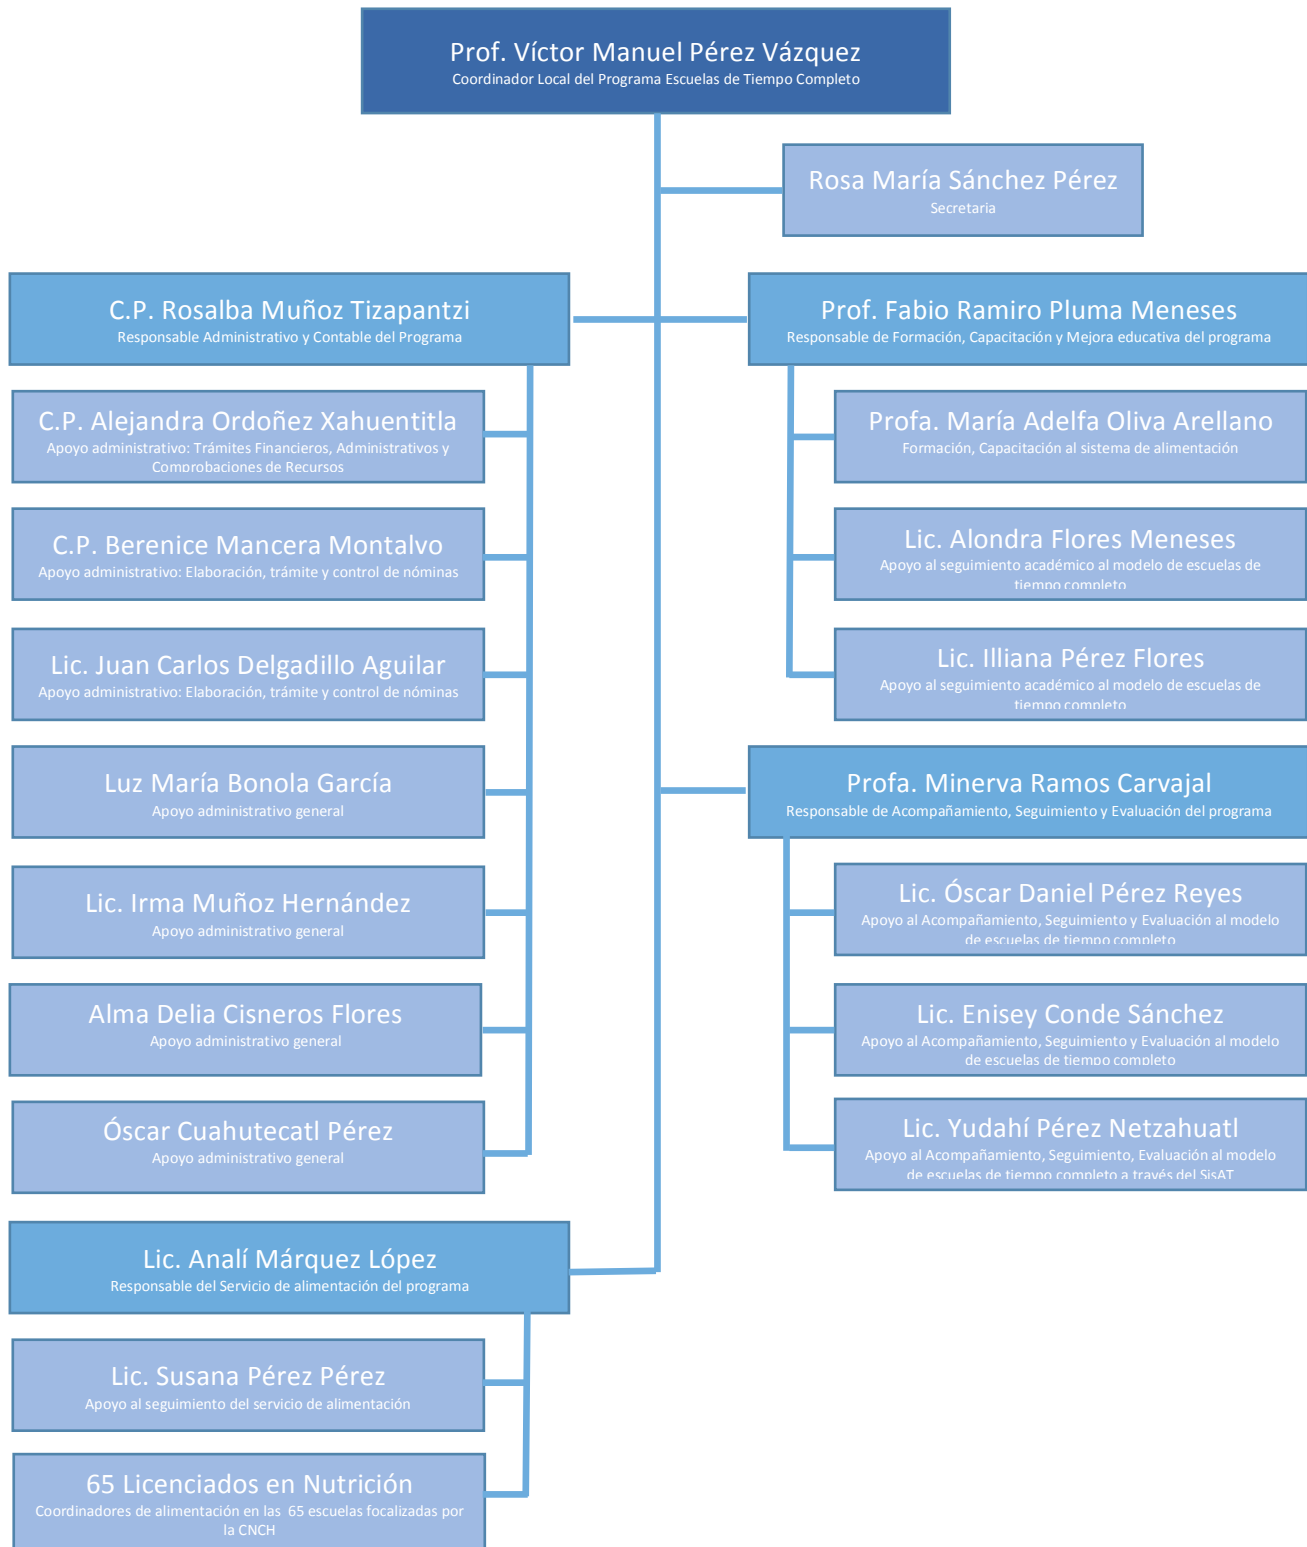 Prof. Víctor Manuel Pérez Vázquez
Coordinador Local del Programa Escuelas de Tiempo Completo
Rosa María Sánchez Pérez
Secretaria
C.P. Rosalba Muñoz Tizapantzi
Responsable Administrativo y Contable del Programa
C.P. Alejandra Ordoñez Xahuentitla
Apoyo administrativo: Trámites Financieros, Administrativos y
Comprobaciones de Recursos
C.P. Berenice Mancera Montalvo
Apoyo administrativo: Elaboración, trámite y control de nóminas
Lic. Juan Carlos Delgadillo Aguilar
Apoyo administrativo: Elaboración, trámite y control de nóminas
Luz María Bonola García
Apoyo administrativo general
Lic. Irma Muñoz Hernández
Apoyo administrativo general
Alma Delia Cisneros Flores
Apoyo administrativo general
Óscar Cuahutecatl Pérez
Apoyo administrativo general
Prof. Fabio Ramiro Pluma Meneses
Responsable de Formación, Capacitación y Mejora educativa del programa
Profa. María Adelfa Oliva Arellano
Formación, Capacitación al sistema de alimentación
Lic. Alondra Flores Meneses
Apoyo al seguimiento académico al modelo de escuelas de
tiempo completo
Lic. Illiana Pérez Flores
Apoyo al seguimiento académico al modelo de escuelas de
tiempo completo
Profa. Minerva Ramos Carvajal
Responsable de Acompañamiento, Seguimiento y Evaluación del programa
Lic. Óscar Daniel Pérez Reyes
Apoyo al Acompañamiento, Seguimiento y Evaluación al modelo
de escuelas de tiempo completo
Lic. Enisey Conde Sánchez
Apoyo al Acompañamiento, Seguimiento y Evaluación al modelo
de escuelas de tiempo completo
Lic. Yudahí Pérez Netzahuatl
Apoyo al Acompañamiento, Seguimiento, Evaluación al modelo
de escuelas de tiempo completo a través del SisAT
Lic. Analí Márquez López
Responsable del Servicio de alimentación del programa
Lic. Susana Pérez Pérez
Apoyo al seguimiento del servicio de alimentación
65 Licenciados en Nutrición
Coordinadores de alimentación en las 65 escuelas focalizadas por
la CNCH